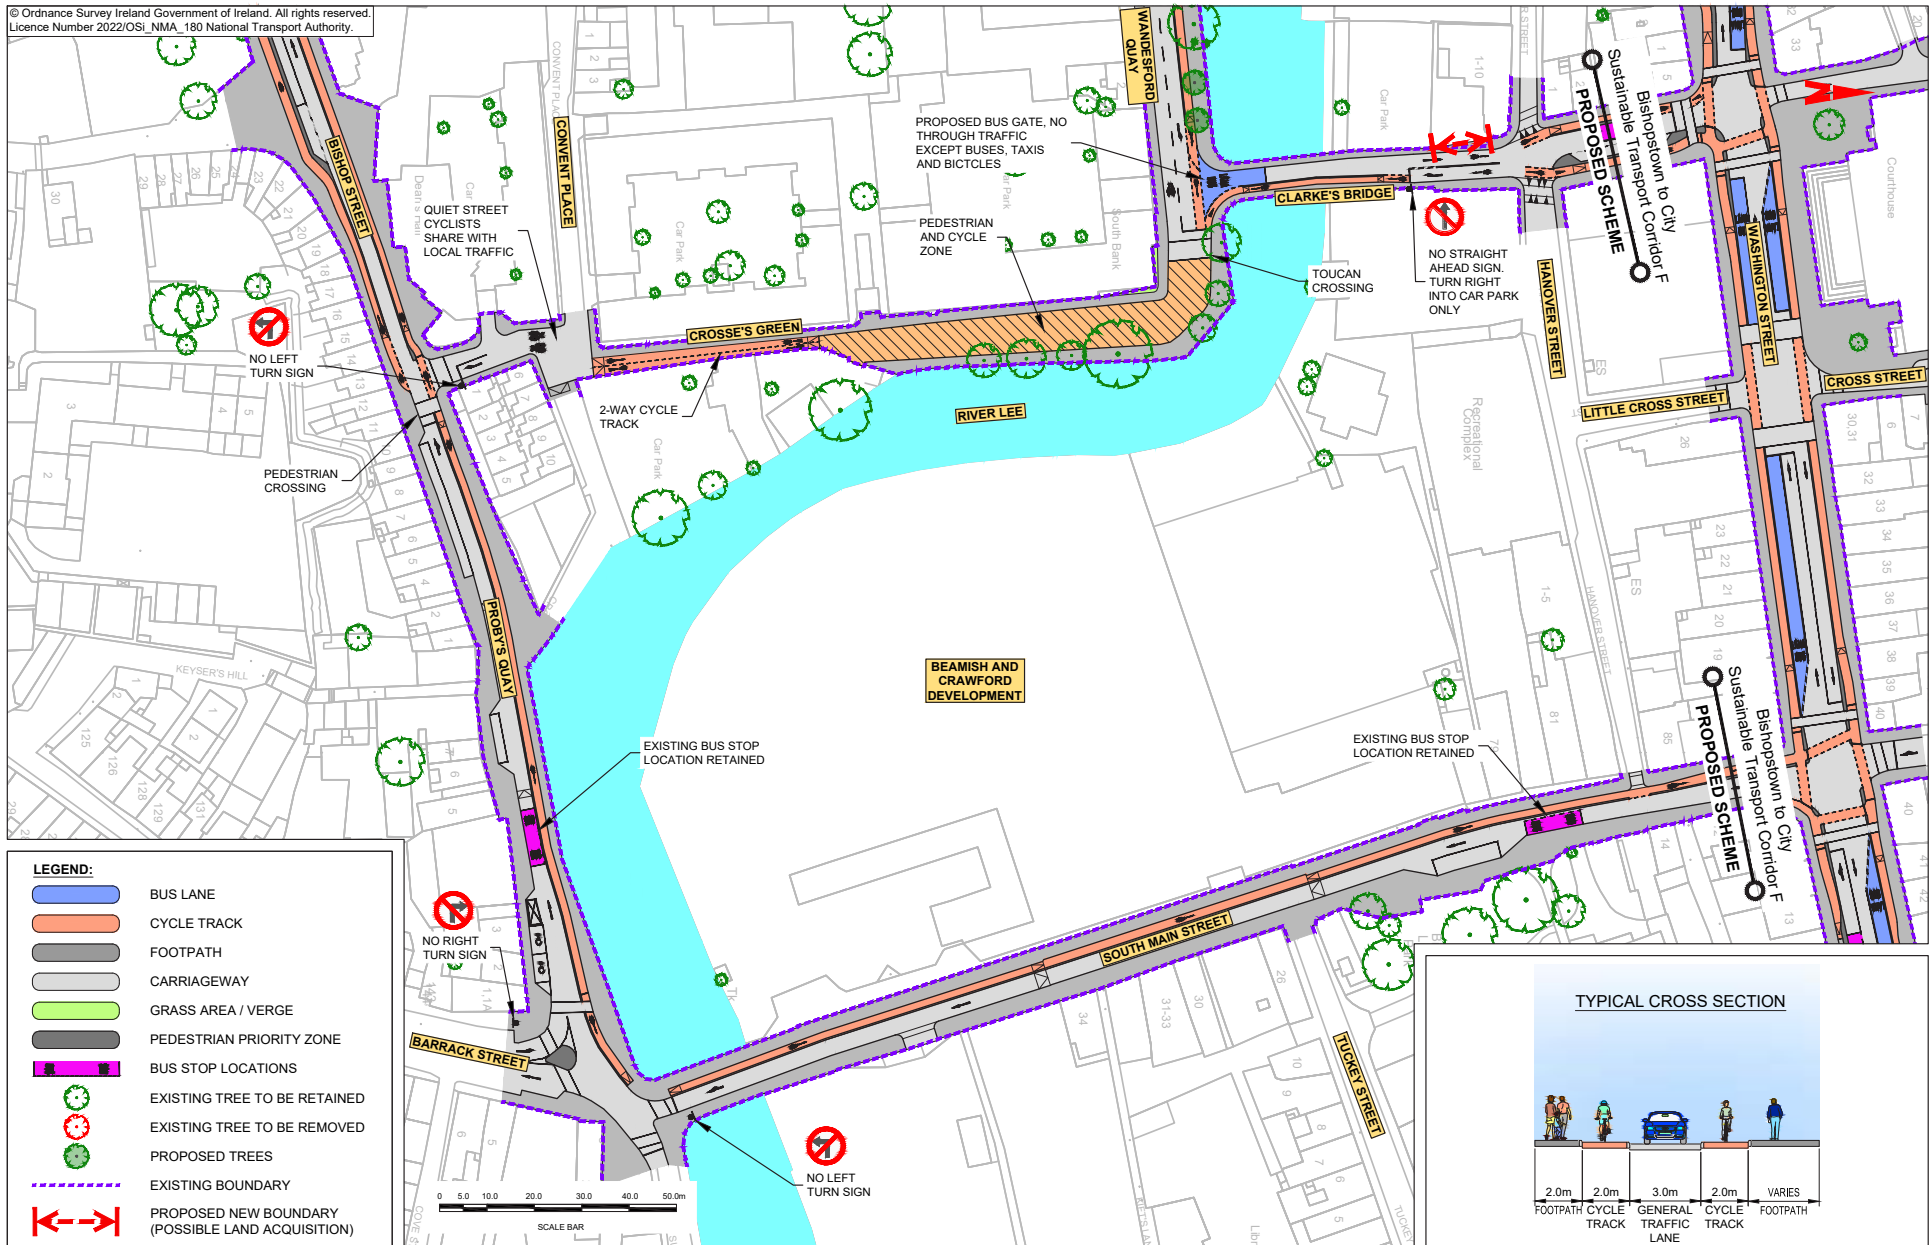 © Ordnance Survey Ireland Government of Ireland. All rights reserved.
Licence Number 2022/OSi_NMA_180 National Transport Authority.
BISHOP STREET
CONVENT PLACE
QUIET STREET
CYCLISTS
SHARE WITH
LOCAL TRAFFIC
WANDESFORD
QUAY
PROPOSED BUS GATE, NO
THROUGH TRAFFIC
EXCEPT BUSES, TAXIS
AND BICTCLES
PEDESTRIAN
AND CYCLE
ZONE
CLARKE'S BRIDGE
TOUCAN
CROSSING
NO STRAIGHT
AHEAD SIGN.
TURN RIGHT
INTO CAR PARK
ONLY
HANOVER STREET
Bishopstown to City
Sustainable Transport Corridor F
PROPOSED SCHEME
N
WASHINGTON STREET
Courthouse
CROSS STREET
LITTLE CROSS STREET
NO LEFT
TURN SIGN
CROSSE'S GREEN
2-WAY CYCLE
TRACK
RIVER LEE
PEDESTRIAN
CROSSING
Car Park
Car Park
Car Park
South Bank
Recreational
Complex
HANOVER STREET
KEYSER'S HILL
PROBY'S QUAY
BEAMISH AND
CRAWFORD
DEVELOPMENT
EXISTING BUS STOP
LOCATION RETAINED
EXISTING BUS STOP
LOCATION RETAINED
Bishopstown to City
Sustainable Transport Corridor F
PROPOSED SCHEME
NO RIGHT
TURN SIGN
BARRACK STREET
SOUTH MAIN STREET
TUCKEY STREET
NO LEFT
TURN SIGN
0 5.0 10.0 20.0 30.0 40.0 50.0m
SCALE BAR
LEGEND:
BUS LANE
CYCLE TRACK
FOOTPATH
CARRIAGEWAY
GRASS AREA / VERGE
PEDESTRIAN PRIORITY ZONE
BUS STOP LOCATIONS
EXISTING TREE TO BE RETAINED
EXISTING TREE TO BE REMOVED
PROPOSED TREES
EXISTING BOUNDARY
PROPOSED NEW BOUNDARY
(POSSIBLE LAND ACQUISITION)
TYPICAL CROSS SECTION
2.0m 2.0m 3.0m 2.0m VARIES
FOOTPATH CYCLE TRACK GENERAL TRAFFIC LANE CYCLE TRACK FOOTPATH